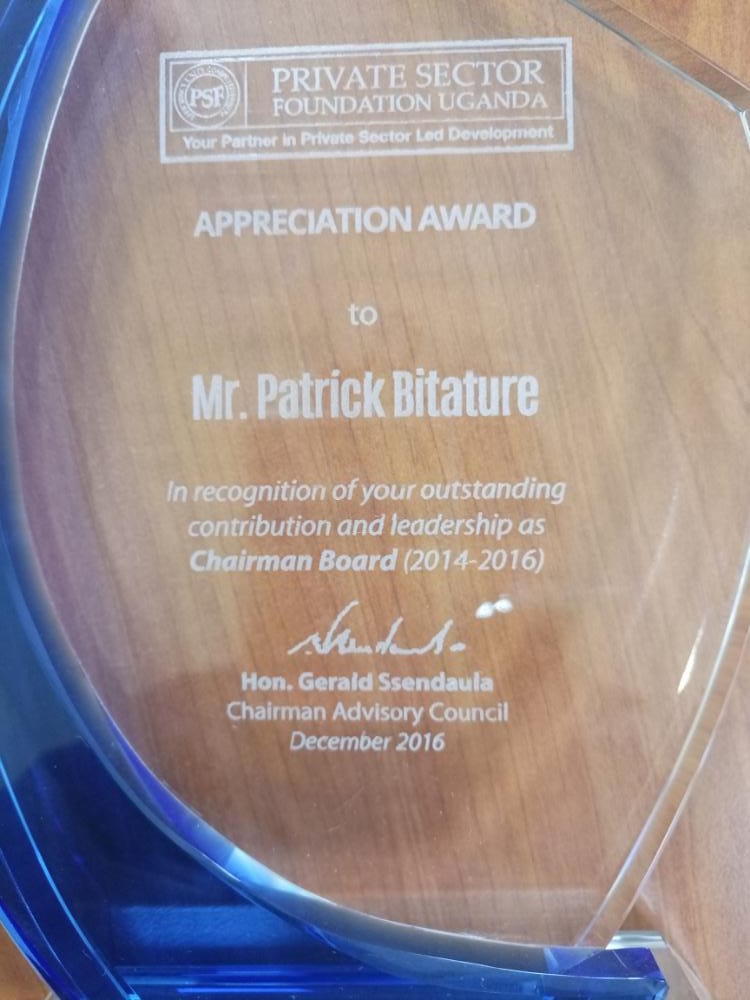 PSF
PRIVATE SECTOR
FOUNDATION UGANDA
Your Partner in Private Sector Led Development
APPRECIATION AWARD
to
Mr. Patrick Bitature
In recognition of your outstanding
contribution and leadership as
Chairman Board (2014-2016)
Hon. Gerald Ssendaula
Chairman Advisory Council
December 2016